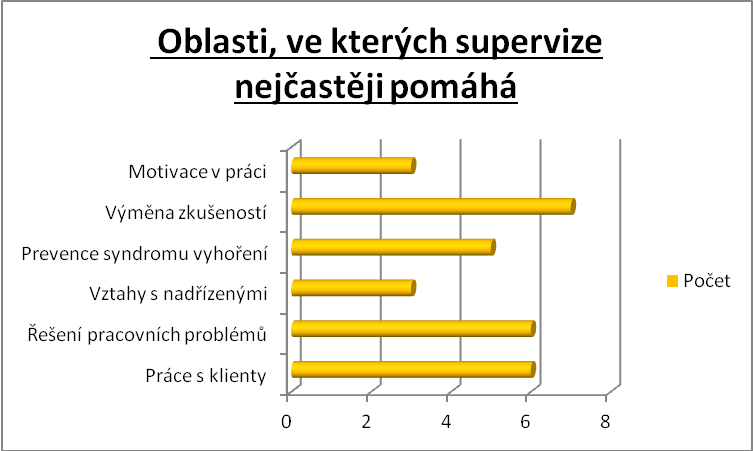 Oblasti, ve kterých supervize
nejčastěji pomáhá
Motivace v práci
Výměna zkušeností
Prevence syndromu vyhoření
Vztahy s nadřízenými
Řešení pracovních problémů
Práce s klienty
Počet
0 2 4 6 8